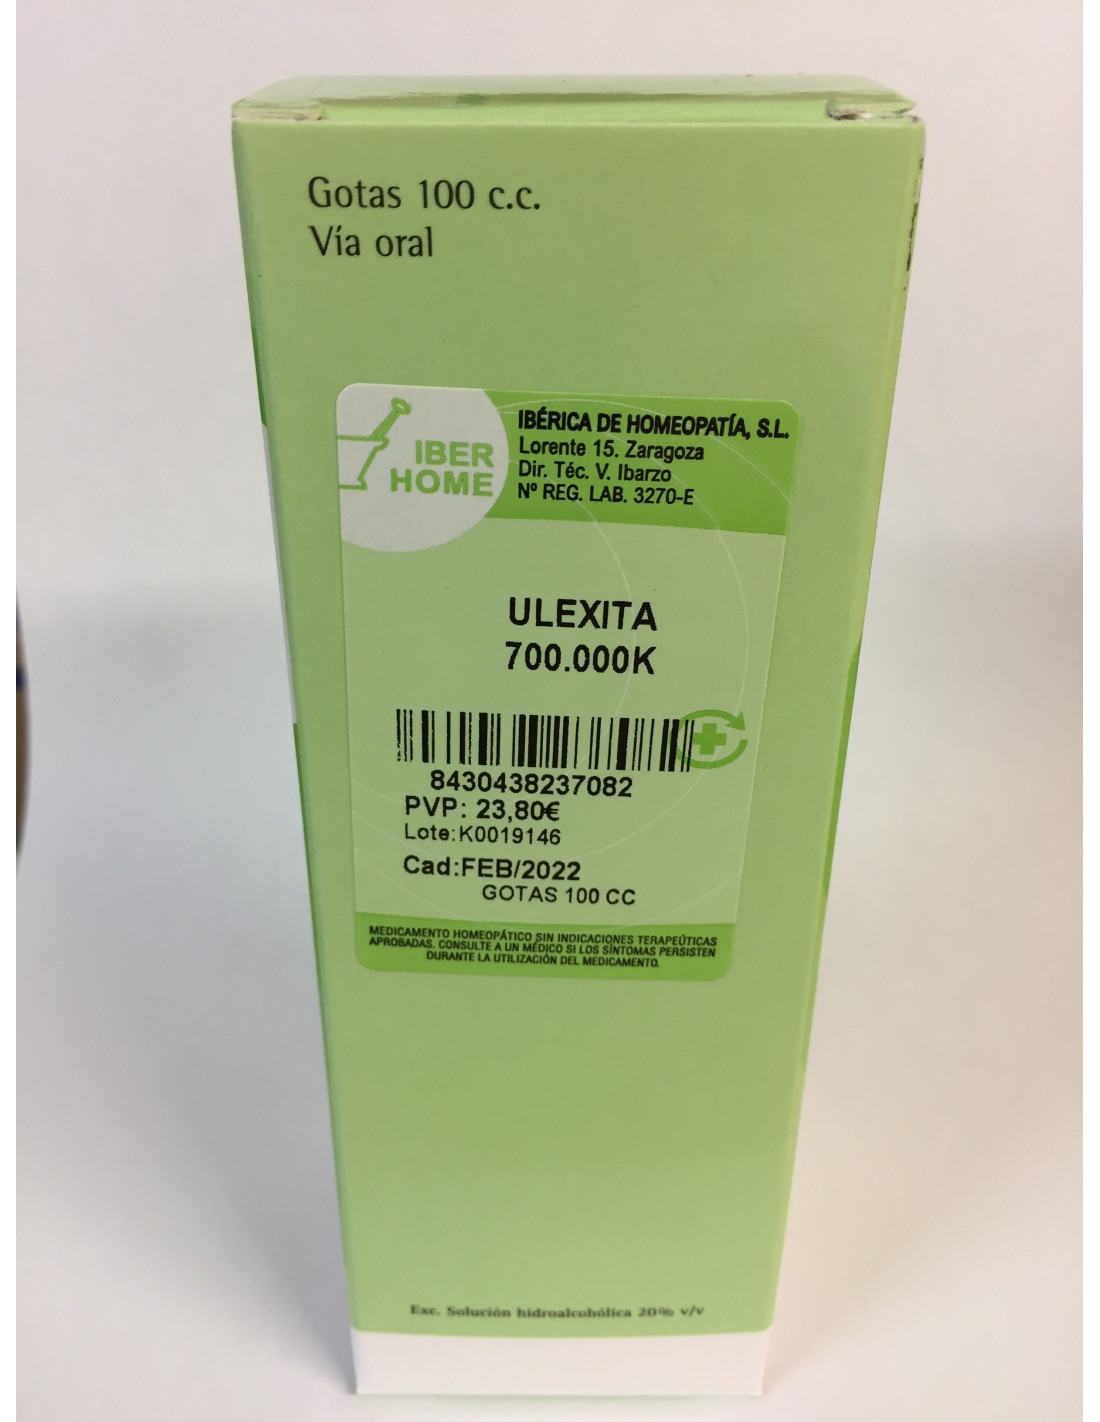 Gotas 100 c.c.
Vía oral
IBER
HOME
IBÉRICA DE HOMEOPATÍA, S.L.
Lorente 15. Zaragoza
Dir. Téc. V. Ibarzo
Nº REG. LAB. 3270-E
ULEXITA
700.000K
8430438237082
PVP: 23,80€
Lote:K0019146
Cad:FEB/2022
GOTAS 100 CC
MEDICAMENTO HOMEOPÁTICO SIN INDICACIONES TERAPEÚTICAS
APROBADAS. CONSULTE A UN MÉDICO SI LOS SÍNTOMAS PERSISTEN
DURANTE LA UTILIZACIÓN DEL MEDICAMENTO.
Exc. Solución hidroalcohólica 20% v/v